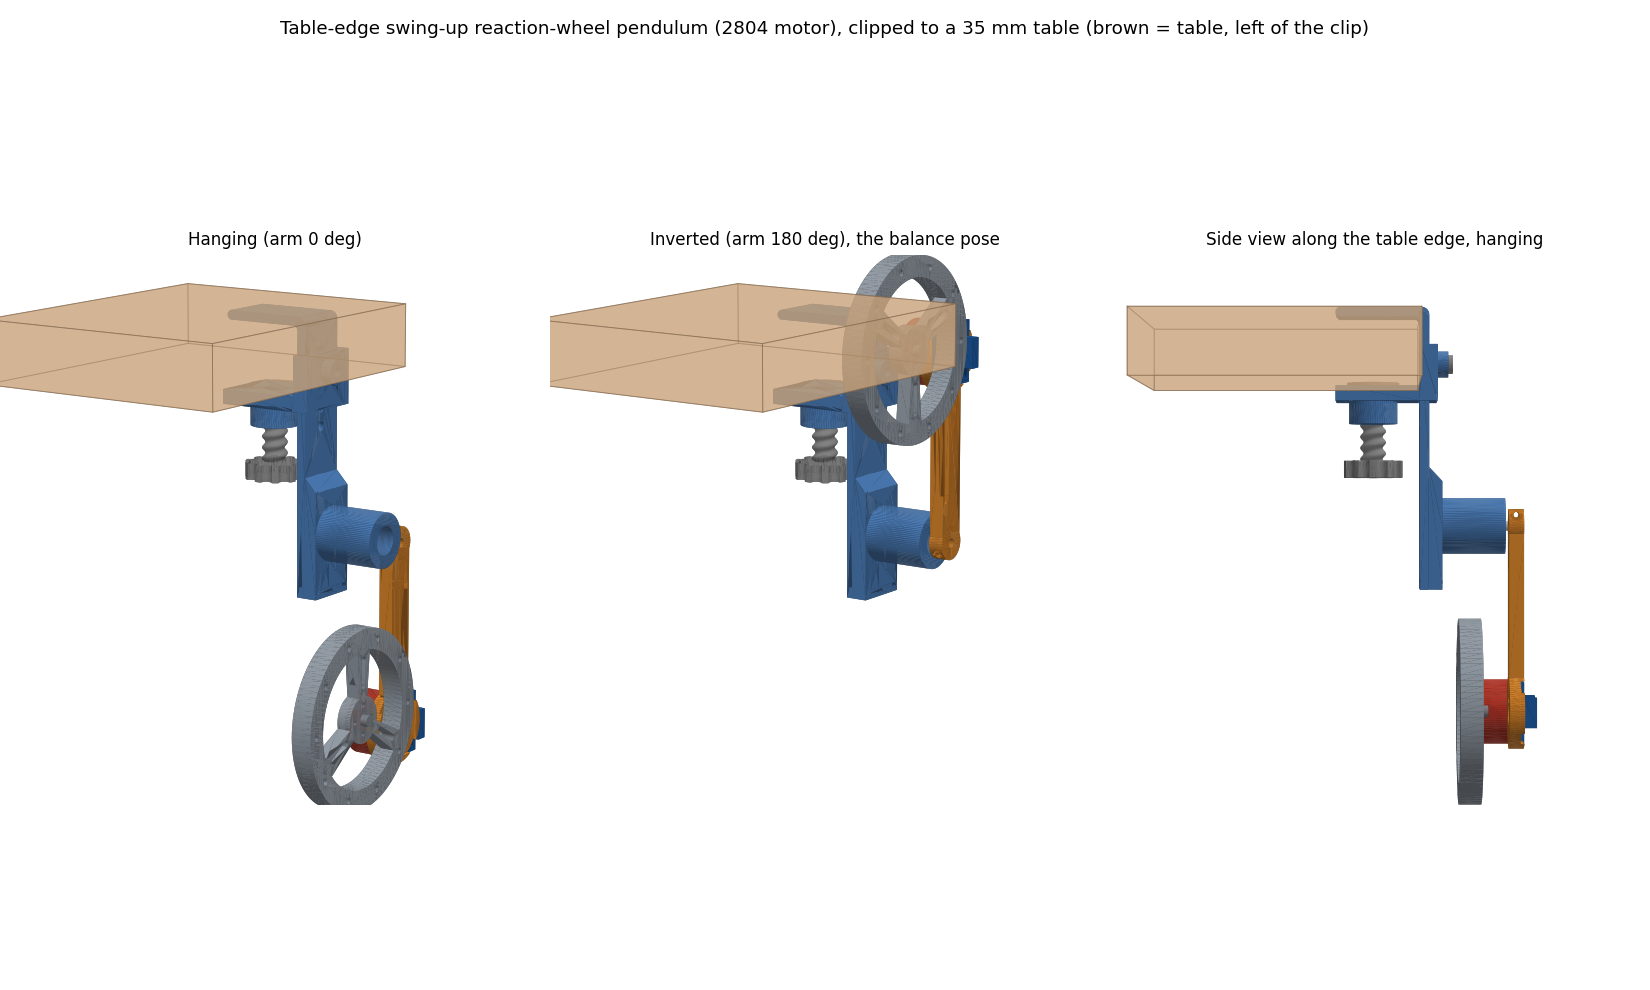 Table-edge swing-up reaction-wheel pendulum (2804 motor), clipped to a 35 mm table (brown = table, left of the clip)
Hanging (arm 0 deg)
Inverted (arm 180 deg), the balance pose
Side view along the table edge, hanging